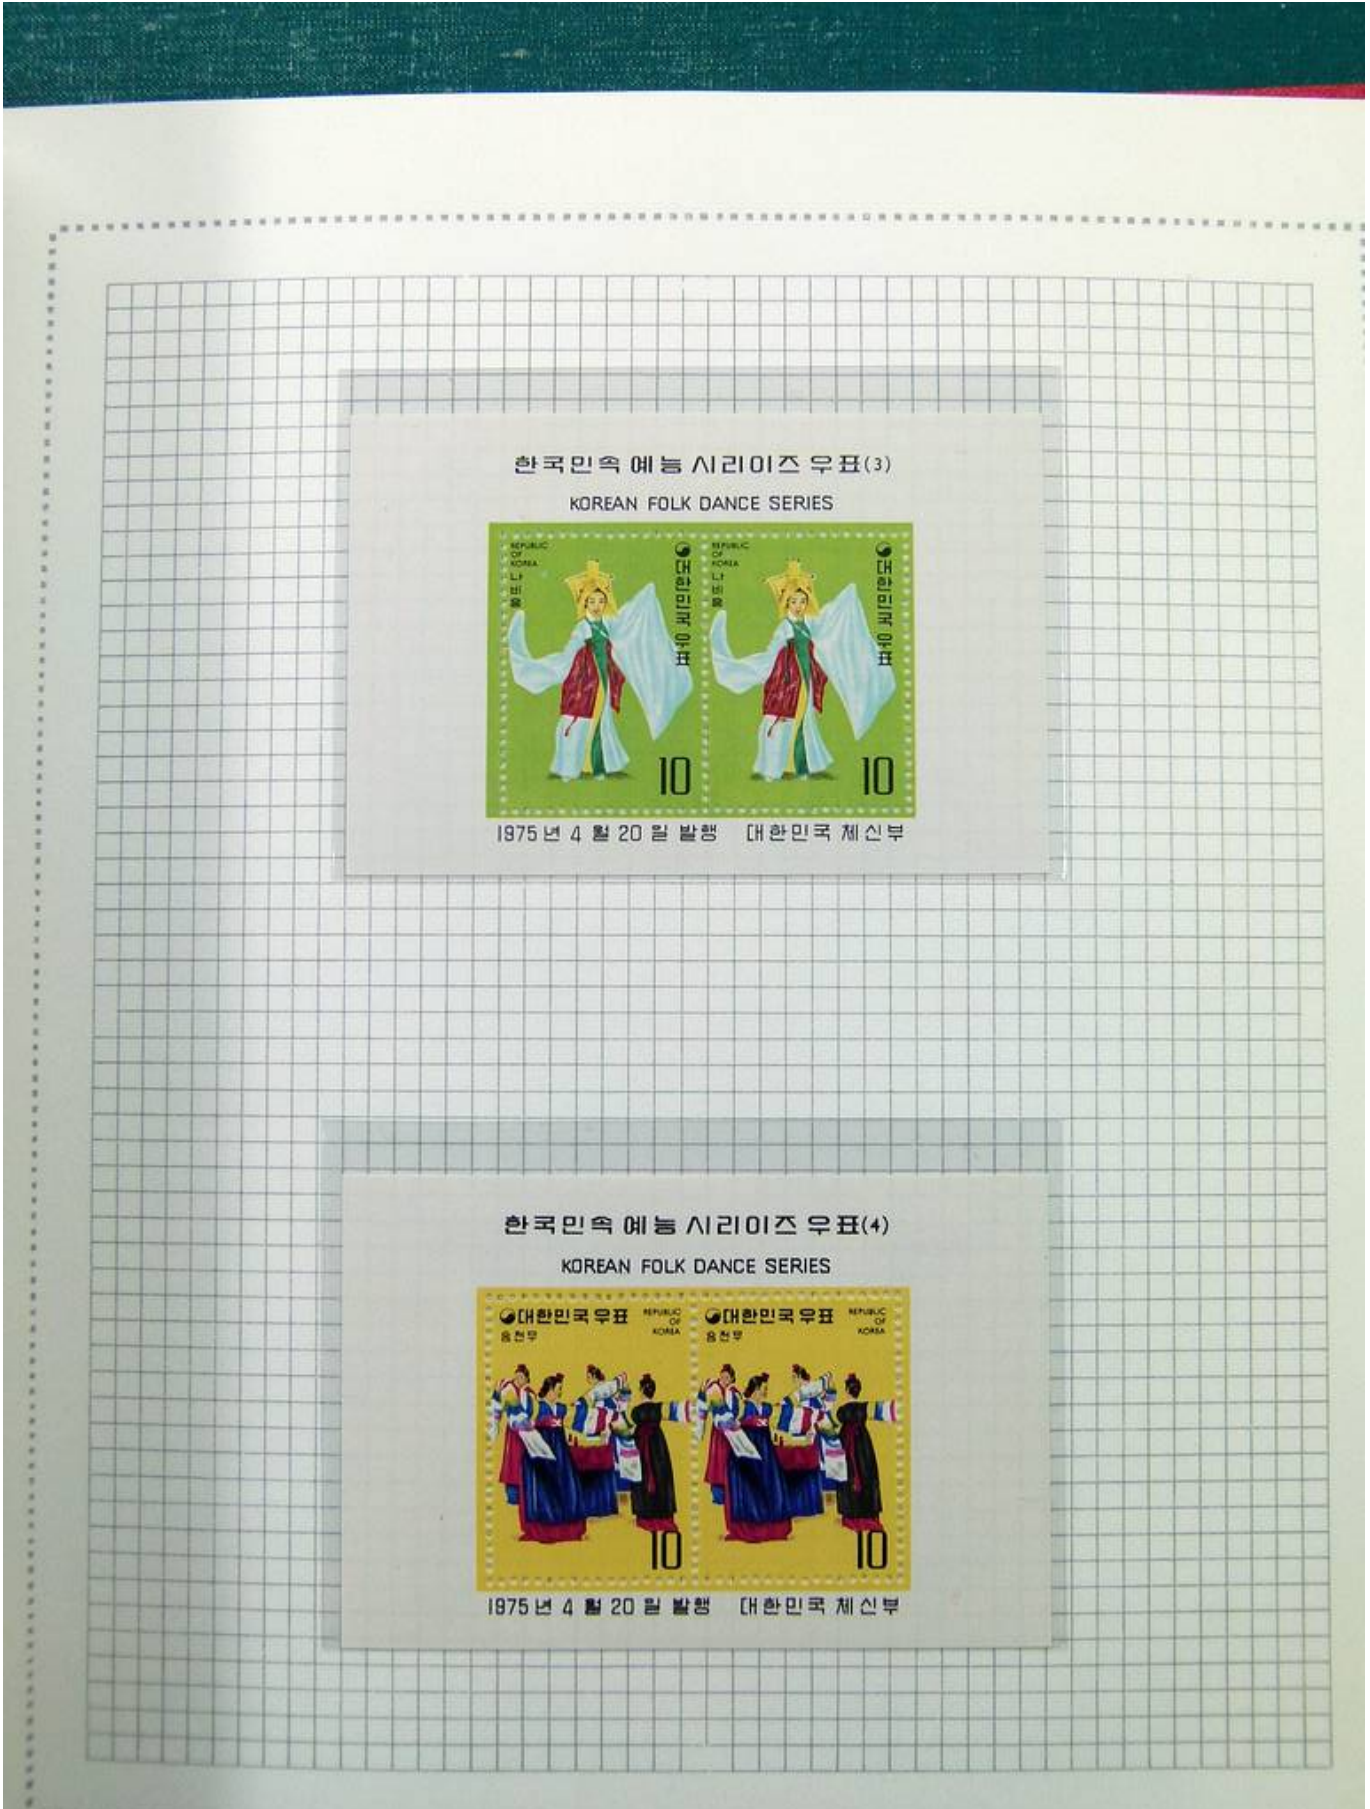 한국민속예능시리이즈 우표(3)
KOREAN FOLK DANCE SERIES
REPUBLIC
OF
KOREA
나비춤
대한민국우표
10
REPUBLIC
OF
KOREA
나비춤
대한민국우표
10
1975년 4월 20일 발행 대한민국 체신부
한국민속예능시리이즈 우표(4)
KOREAN FOLK DANCE SERIES
대한민국우표
REPUBLIC
OF
KOREA
10
대한민국우표
REPUBLIC
OF
KOREA
10
1975년 4월 20일 발행 대한민국 체신부